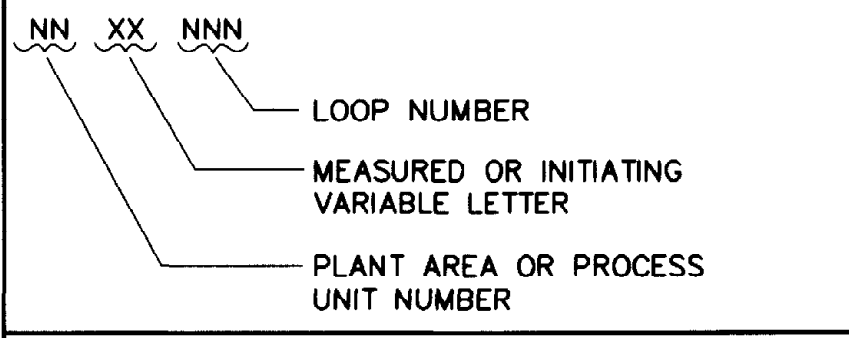 NN XX NNN
LOOP NUMBER
MEASURED OR INITIATING
VARIABLE LETTER
PLANT AREA OR PROCESS
UNIT NUMBER